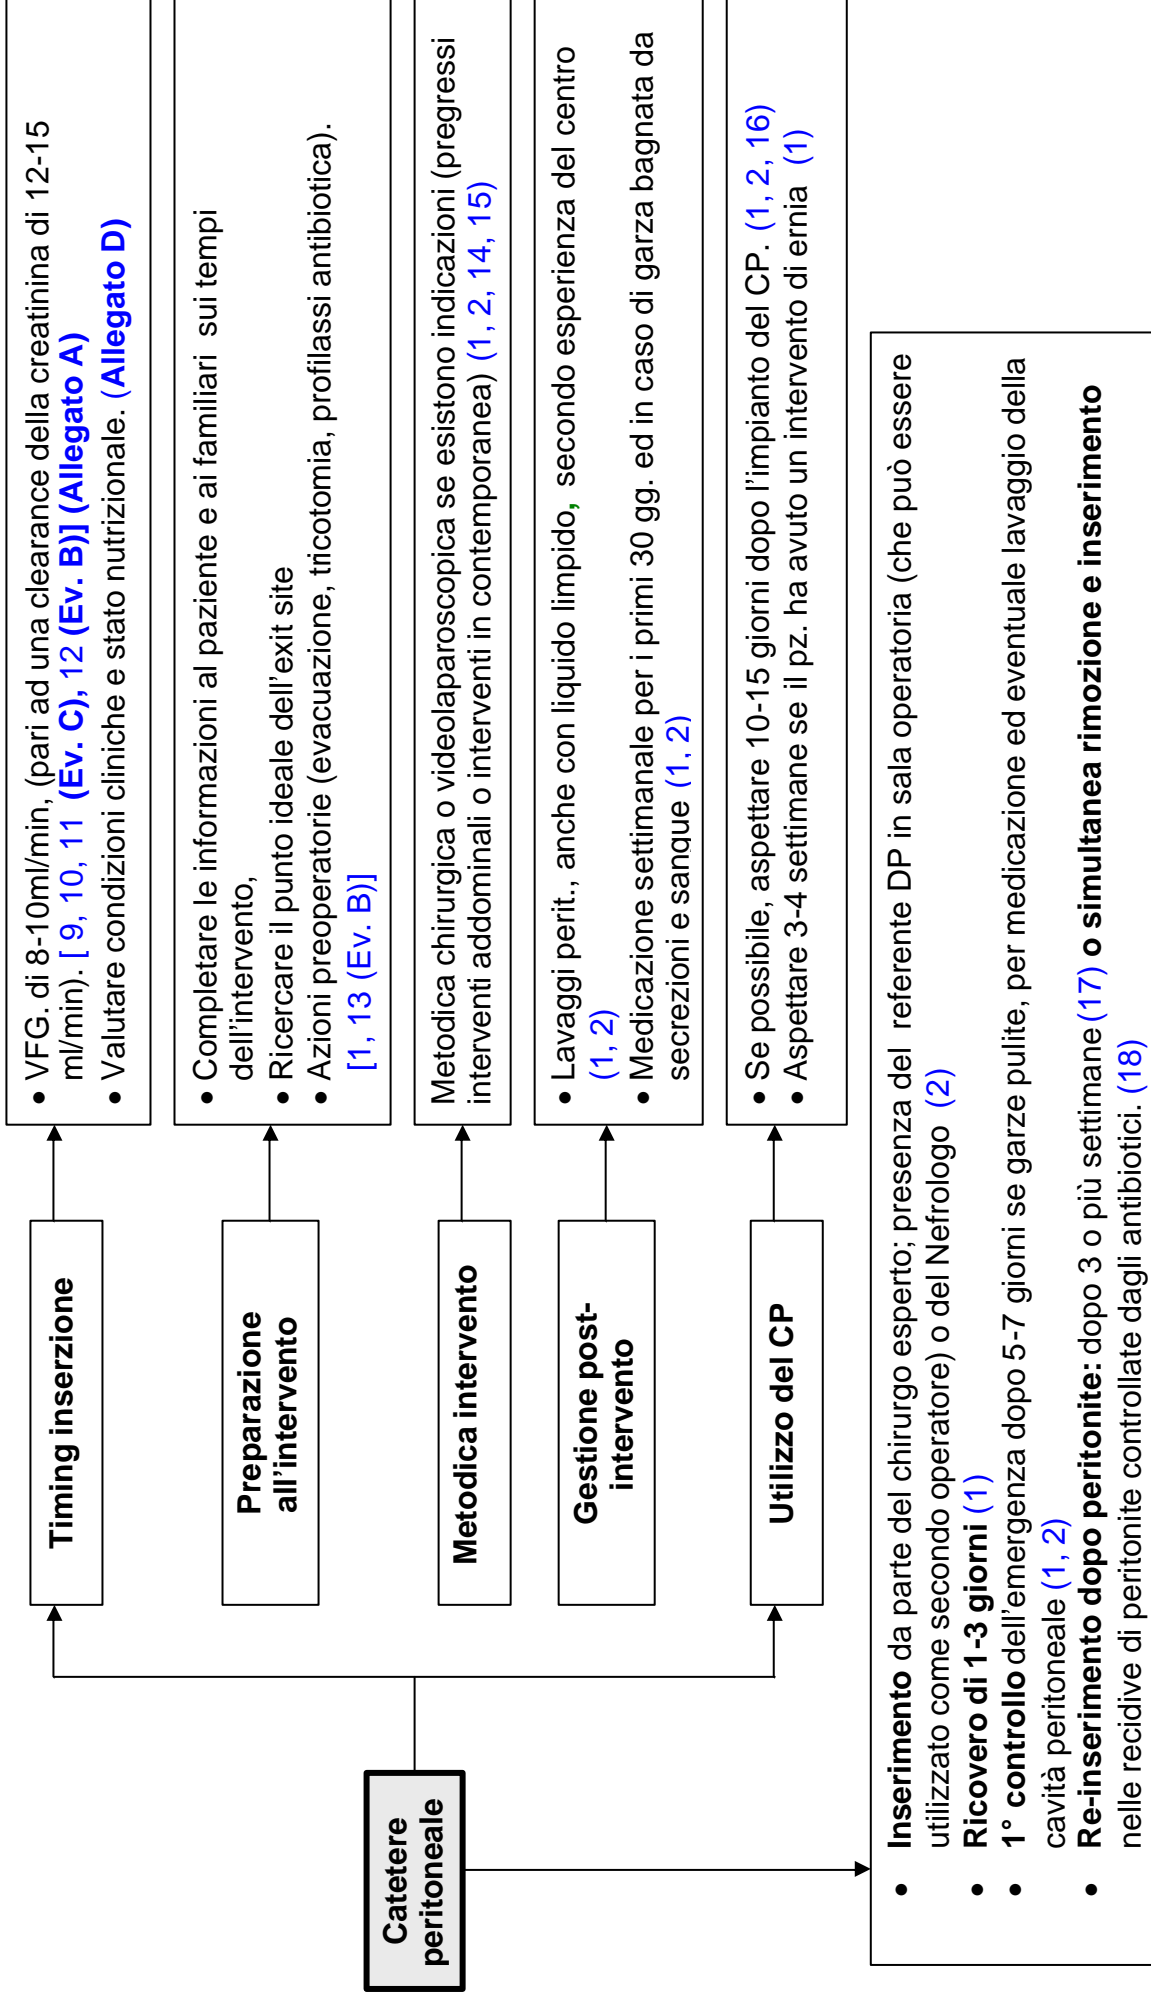 Catetere
peritoneale
Timing inserzione
• VFG. di 8-10ml/min, (pari ad una clearance della creatinina di 12-15
ml/min). [ 9, 10, 11 (Ev. C), 12 (Ev. B)] (Allegato A)
• Valutare condizioni cliniche e stato nutrizionale. (Allegato D)
Preparazione
all'intervento
• Completare le informazioni al paziente e ai familiari sui tempi
dell'intervento,
• Ricercare il punto ideale dell'exit site
• Azioni preoperatorie (evacuazione, tricotomia, profilassi antibiotica).
[1, 13 (Ev. B)]
Metodica intervento
Metodica chirurgica o videolaparoscopica se esistono indicazioni (pregressi
interventi addominali o interventi in contemporanea) (1, 2, 14, 15)
Gestione post-
intervento
• Lavaggi perit., anche con liquido limpido, secondo esperienza del centro
(1, 2)
• Medicazione settimanale per i primi 30 gg. ed in caso di garza bagnata da
secrezioni e sangue (1, 2)
Utilizzo del CP
• Se possibile, aspettare 10-15 giorni dopo l'impianto del CP. (1, 2, 16)
• Aspettare 3-4 settimane se il pz. ha avuto un intervento di ernia (1)
• Inserimento da parte del chirurgo esperto; presenza del referente DP in sala operatoria (che può essere
utilizzato come secondo operatore) o del Nefrologo (2)
• Ricovero di 1-3 giorni (1)
• 1° controllo dell'emergenza dopo 5-7 giorni se garze pulite, per medicazione ed eventuale lavaggio della
cavità peritoneale (1, 2)
• Re-inserimento dopo peritonite: dopo 3 o più settimane (17) o simultanea rimozione e inserimento
nelle recidive di peritonite controllate dagli antibiotici. (18)